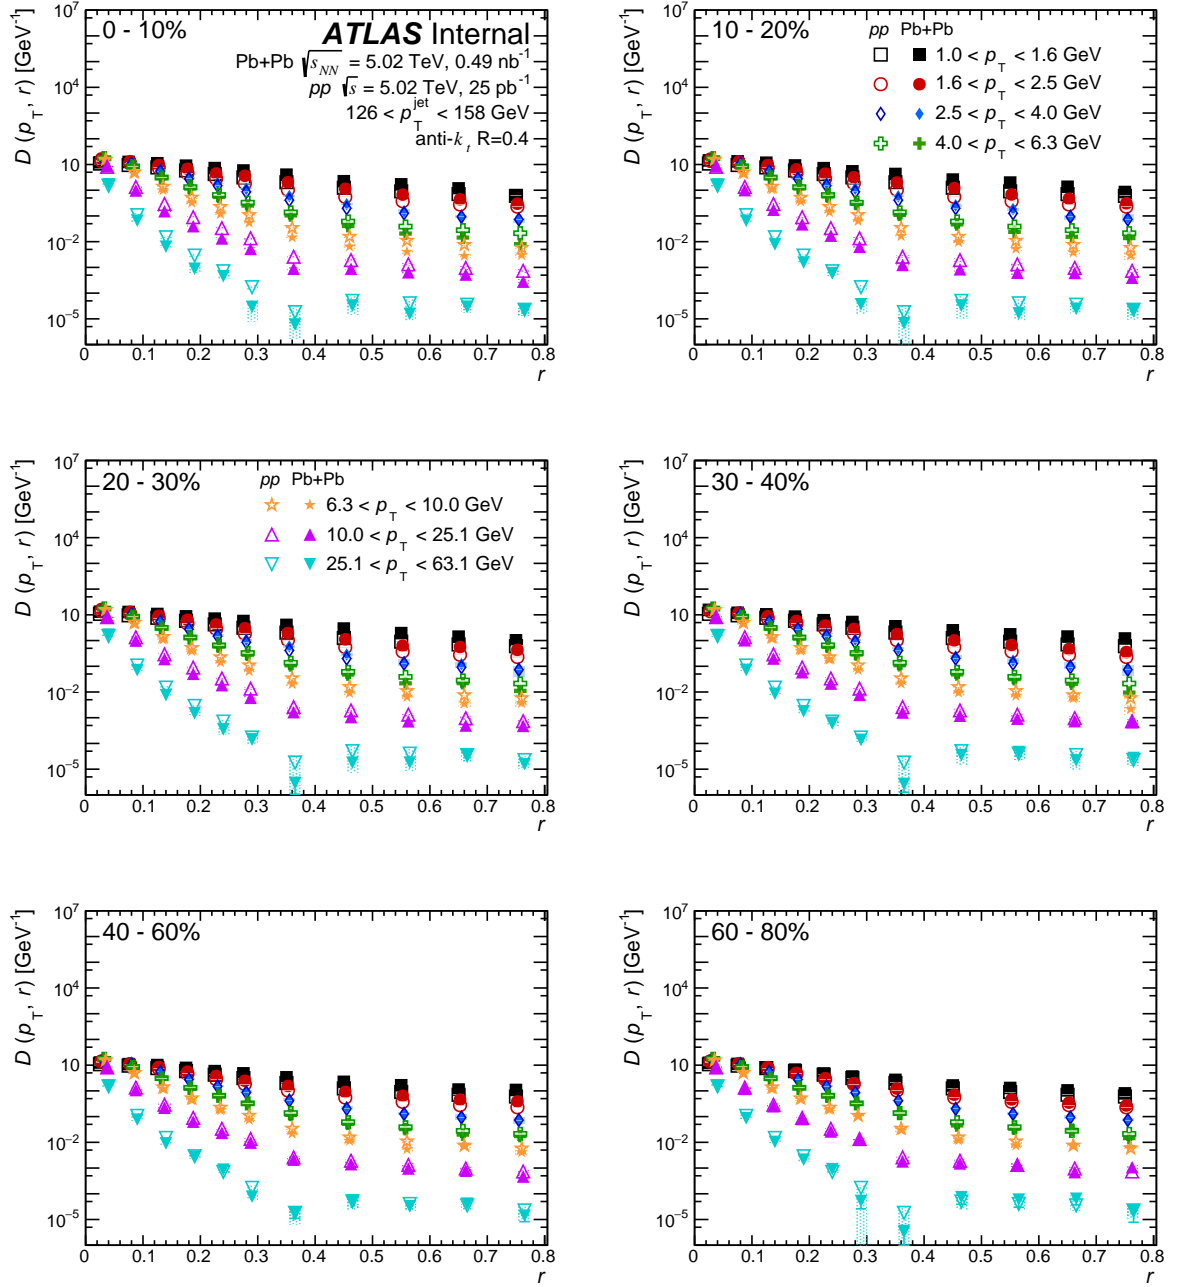 0 - 10%
ATLAS Internal
Pb+Pb √s_NN = 5.02 TeV, 0.49 nb⁻¹
pp √s = 5.02 TeV, 25 pb⁻¹
126 < p_T^jet < 158 GeV
anti-k_t R=0.4
D (p_T, r) [GeV⁻¹]
10⁷
10⁴
10
10⁻²
10⁻⁵
0 0.1 0.2 0.3 0.4 0.5 0.6 0.7 0.8
r
10 - 20%
pp Pb+Pb
1.0 < p_T < 1.6 GeV
1.6 < p_T < 2.5 GeV
2.5 < p_T < 4.0 GeV
4.0 < p_T < 6.3 GeV
D (p_T, r) [GeV⁻¹]
10⁷
10⁴
10
10⁻²
10⁻⁵
0 0.1 0.2 0.3 0.4 0.5 0.6 0.7 0.8
r
20 - 30%
pp Pb+Pb
6.3 < p_T < 10.0 GeV
10.0 < p_T < 25.1 GeV
25.1 < p_T < 63.1 GeV
D (p_T, r) [GeV⁻¹]
10⁷
10⁴
10
10⁻²
10⁻⁵
0 0.1 0.2 0.3 0.4 0.5 0.6 0.7 0.8
r
30 - 40%
D (p_T, r) [GeV⁻¹]
10⁷
10⁴
10
10⁻²
10⁻⁵
0 0.1 0.2 0.3 0.4 0.5 0.6 0.7 0.8
r
40 - 60%
D (p_T, r) [GeV⁻¹]
10⁷
10⁴
10
10⁻²
10⁻⁵
0 0.1 0.2 0.3 0.4 0.5 0.6 0.7 0.8
r
60 - 80%
D (p_T, r) [GeV⁻¹]
10⁷
10⁴
10
10⁻²
10⁻⁵
0 0.1 0.2 0.3 0.4 0.5 0.6 0.7 0.8
r